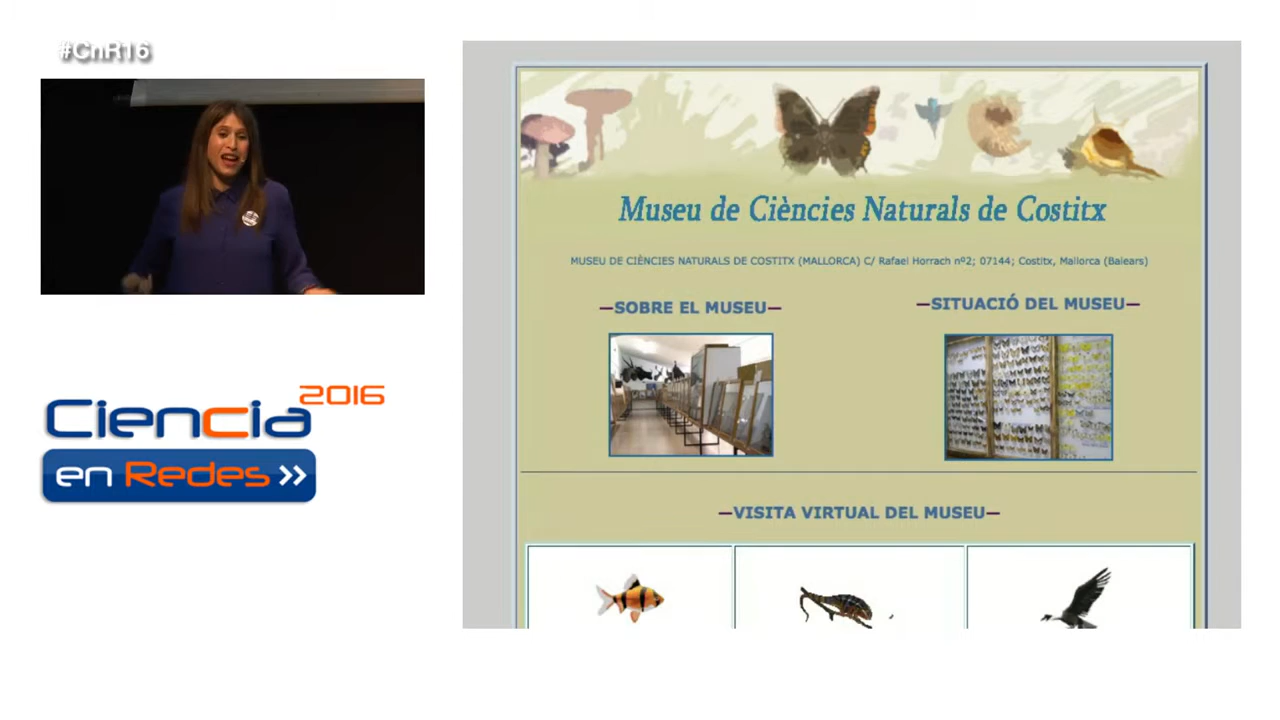 #CnR16
Ciencia 2016
en Redes »
Museu de Ciències Naturals de Costitx
MUSEU DE CIÈNCIES NATURALS DE COSTITX (MALLORCA) C/ Rafael Horrach nº2; 07144; Costitx, Mallorca (Balears)
—SOBRE EL MUSEU—
—SITUACIÓ DEL MUSEU—
—VISITA VIRTUAL DEL MUSEU—